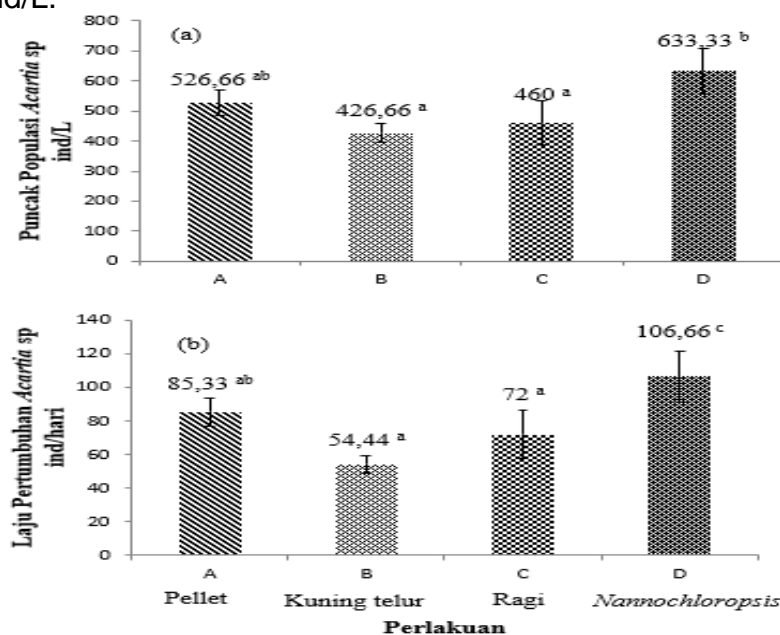 nd/L.
(a)
Puncak Populasi Acartia sp
ind/L
800
700
600
500
400
300
200
100
0
526,66 ab
426,66 a
460 a
633,33 b
A B C D
(b)
Laju Pertumbuhan Acartia sp
ind/hari
140
120
100
80
60
40
20
0
85,33 ab
54,44 a
72 a
106,66 c
A B C D
Pellet Kuning telur Ragi Nannochloropsis
Perlakuan